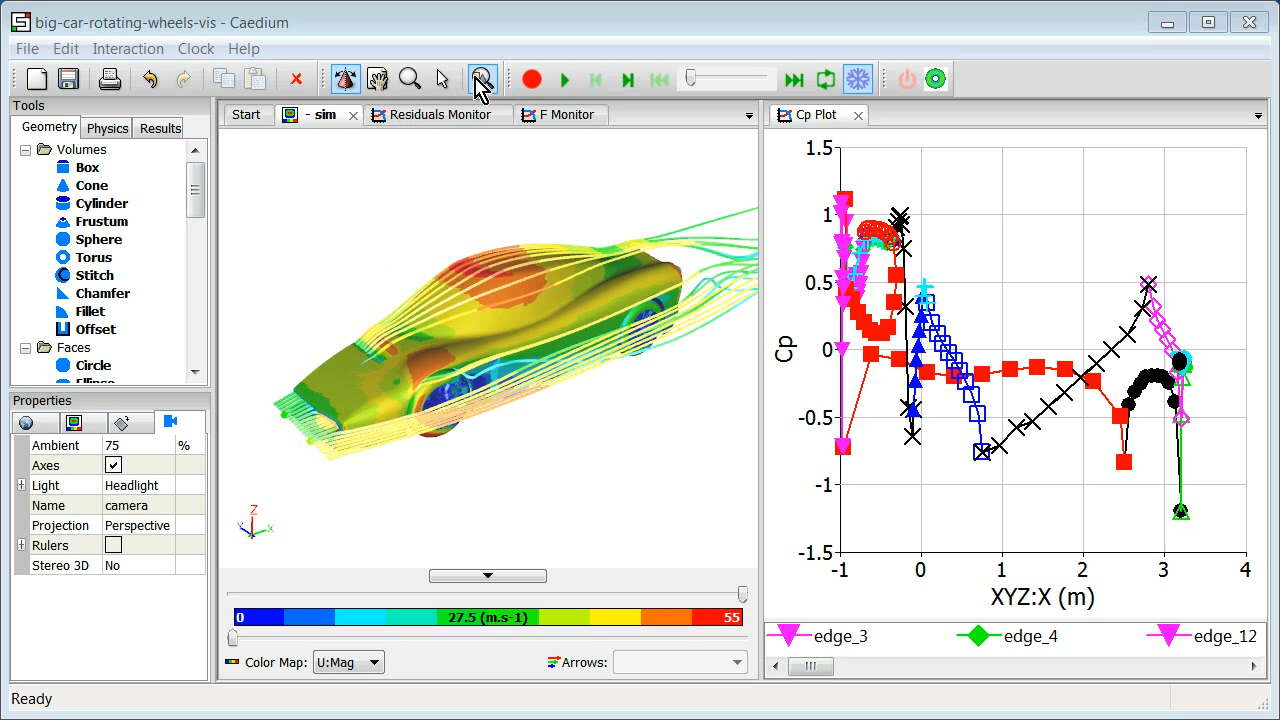 big-car-rotating-wheels-vis - Caedium
File Edit Interaction Clock Help
Tools
Geometry Physics Results
Volumes
Box
Cone
Cylinder
Frustum
Sphere
Torus
Stitch
Chamfer
Fillet
Offset
Faces
Circle
Ellipse
Properties
Ambient 75 %
Axes
Light Headlight
Name camera
Projection Perspective
Rulers
Stereo 3D No
Start - sim Residuals Monitor F Monitor
Z
Y X
0 27.5 (m.s-1) 55
Color Map: U:Mag Arrows:
Cp Plot
1.5
1
0.5
0
-0.5
-1
-1.5
Cp
-1 0 1 2 3 4
XYZ:X (m)
edge_3 edge_4 edge_12
Ready